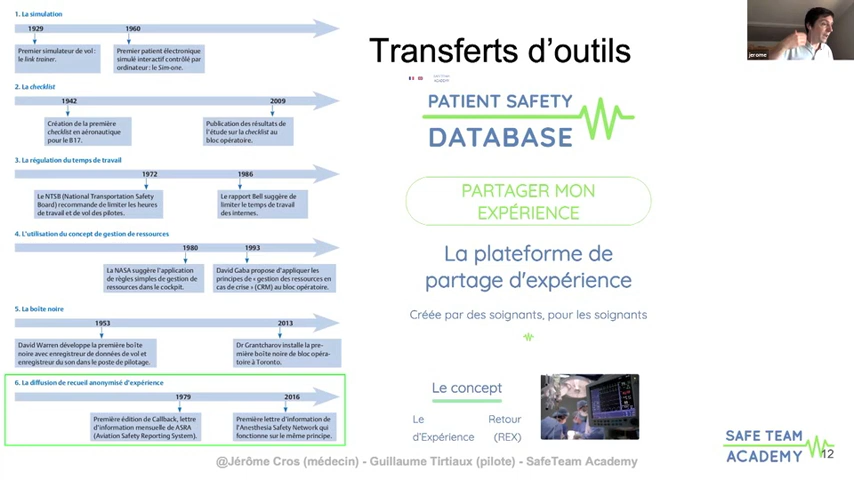 1. La simulation
1929
1960
Premier simulateur de vol :
le link trainer.
Premier patient électronique
simulé interactif contrôlé par
ordinateur : le Sim-one.
2. La checklist
1942
2009
Création de la première
checklist en aéronautique
pour le B17.
Publication des résultats de
l'étude sur la checklist au
bloc opératoire.
3. La régulation du temps de travail
1972
1986
Le NTSB (National Transportation Safety
Board) recommande de limiter les heures
de travail et de vol des pilotes.
Le rapport Bell suggère de
limiter le temps de travail
des internes.
4. L'utilisation du concept de gestion de ressources
1980
1993
La NASA suggère l'application
de règles simples de gestion de
ressources dans le cockpit.
David Gaba propose d'appliquer les
principes de « gestion des ressources en
cas de crise » (CRM) au bloc opératoire.
5. La boîte noire
1953
2013
David Warren développe la première boîte
noire avec enregistreur de données de vol et
enregistreur du son dans le poste de pilotage.
Dr Grantcharov installe la pre-
mière boîte noire de bloc opéra-
toire à Toronto.
6. La diffusion de recueil anonymisé d'expérience
1979
2016
Première édition de Callback, lettre
d'information mensuelle de ASRA
(Aviation Safety Reporting System).
Première lettre d'information de
l'Anesthesia Safety Network qui
fonctionne sur le même principe.
Transferts d'outils
PATIENT SAFETY
DATABASE
PARTAGER MON
EXPÉRIENCE
La plateforme de
partage d'expérience
Créée par des soignants, pour les soignants
Le concept
Le Retour
d'Expérience (REX)
jerome
SAFE TEAM
ACADEMY
12
@Jérôme Cros (médecin) - Guillaume Tirtiaux (pilote) - SafeTeam Academy